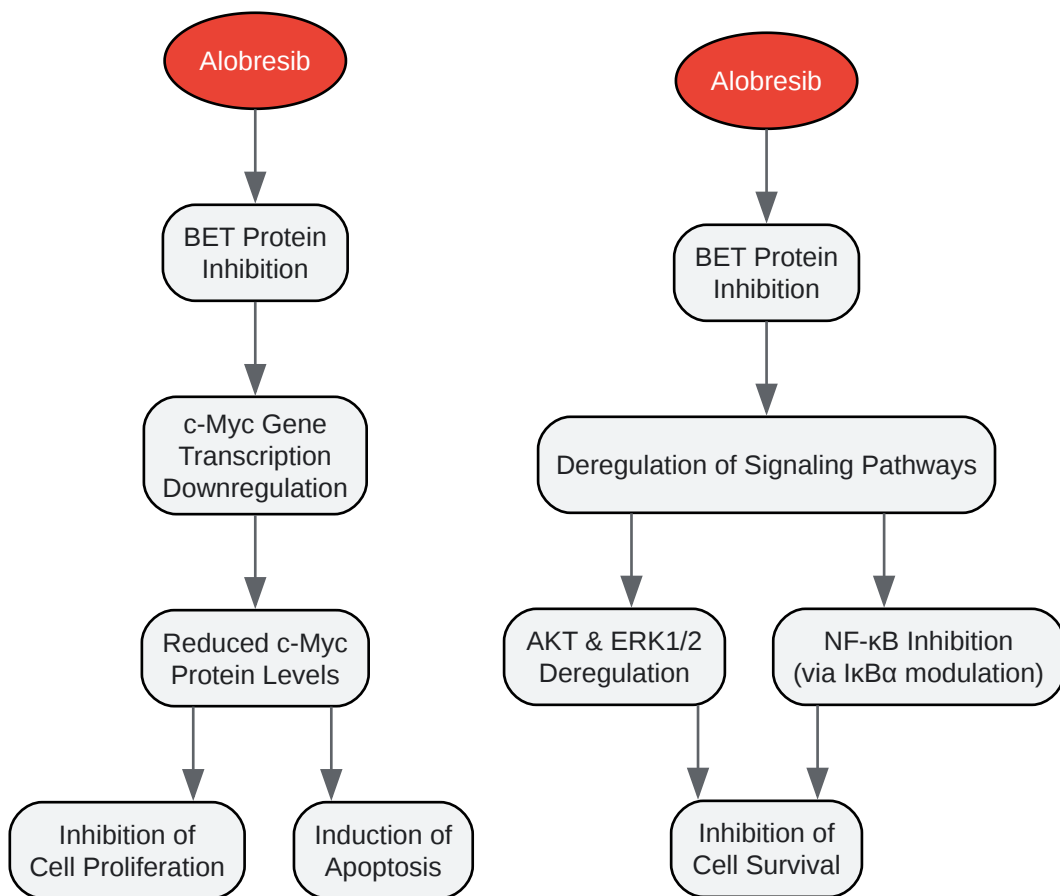 Alobresib
BET Protein
Inhibition
c-Myc Gene
Transcription
Downregulation
Reduced c-Myc
Protein Levels
Inhibition of
Cell Proliferation
Induction of
Apoptosis
Alobresib
BET Protein
Inhibition
Deregulation of Signaling Pathways
AKT & ERK1/2
Deregulation
NF-κB Inhibition
(via IκBα modulation)
Inhibition of
Cell Survival